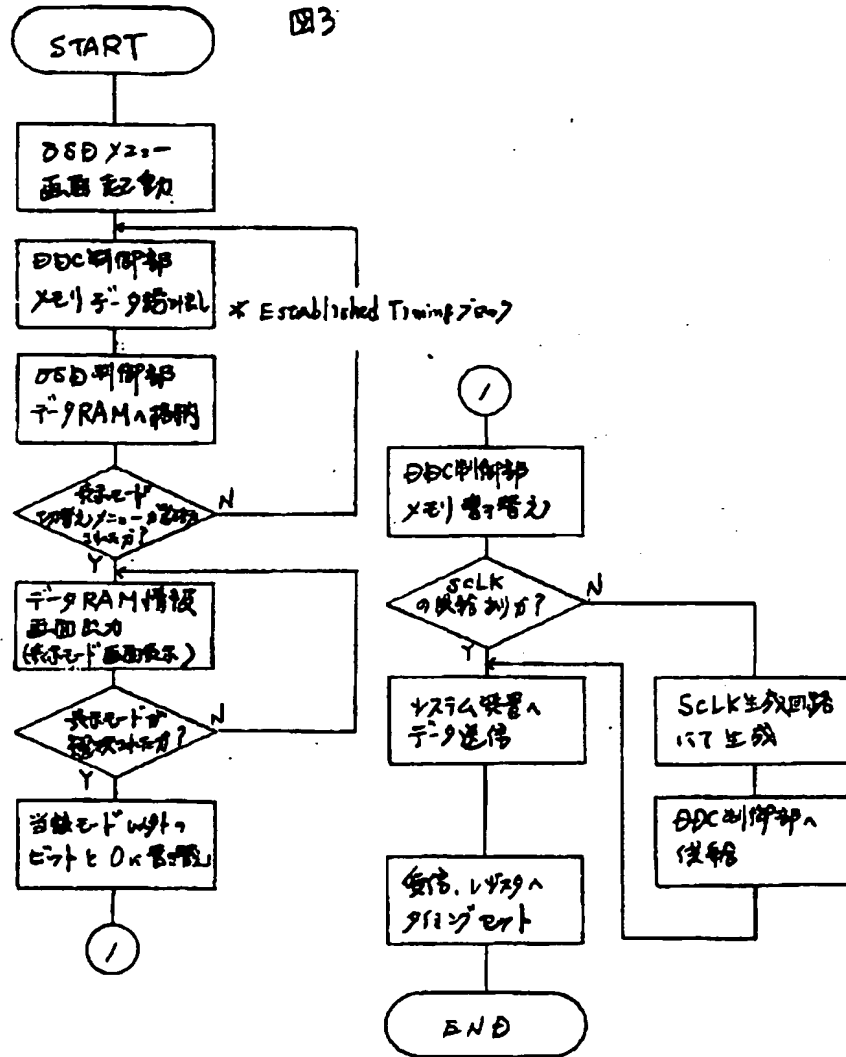 図3
START
OSDメニュー
画面起動
DDC制御部
メモリデータ読み出し
* Established Timingブロック
OSD制御部
データRAMへ格納
表示モード
切替えメニューが選択
されたか?
N
Y
データRAM情報
画面出力
(表示モード画面表示)
表示モードが
選択されたか?
N
Y
当該モード以外の
ビットを0に書き替え
1
1
DDC制御部
メモリ書き替え
SCLK
の供給ありか?
N
Y
システム装置へ
データ送信
SCLK生成回路
にて生成
DDC制御部へ
供給
受信、レジスタへ
タイミングセット
END